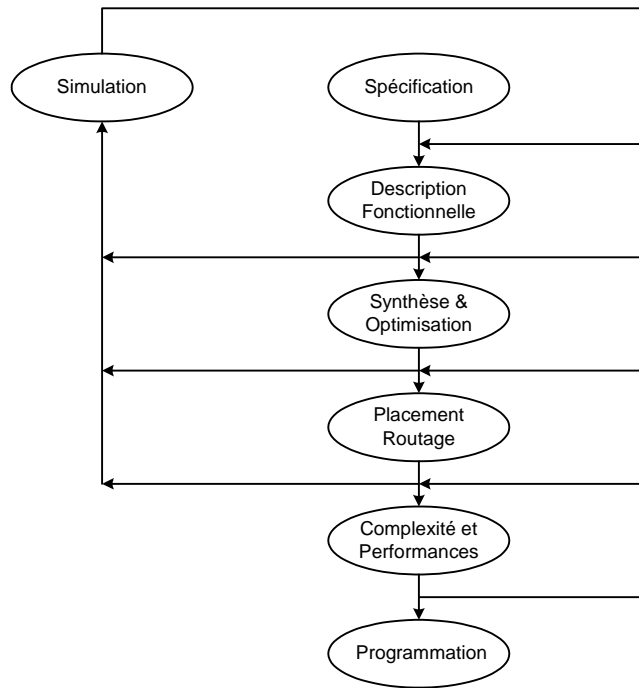 Simulation
Spécification
Description
Fonctionnelle
Synthèse &
Optimisation
Placement
Routage
Complexité et
Performances
Programmation